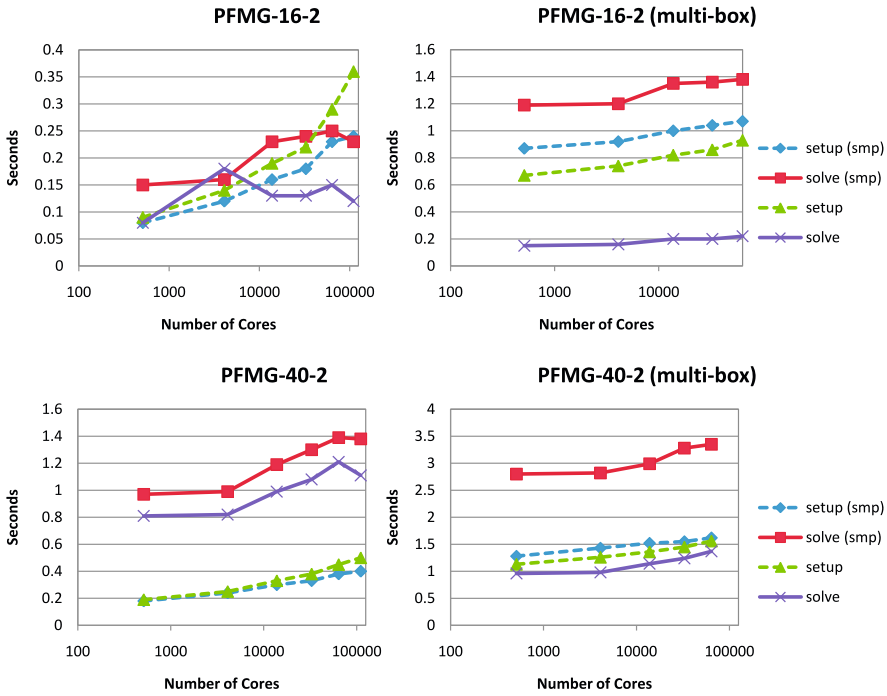 PFMG-16-2
0.4
0.35
0.3
0.25
0.2
0.15
0.1
0.05
0
Seconds
100 1000 10000 100000
Number of Cores
PFMG-16-2 (multi-box)
1.6
1.4
1.2
1
0.8
0.6
0.4
0.2
0
Seconds
100 1000 10000
Number of Cores
setup (smp)
solve (smp)
setup
solve
PFMG-40-2
1.6
1.4
1.2
1
0.8
0.6
0.4
0.2
0
Seconds
100 1000 10000 100000
Number of Cores
PFMG-40-2 (multi-box)
4
3.5
3
2.5
2
1.5
1
0.5
0
Seconds
100 1000 10000 100000
Number of Cores
setup (smp)
solve (smp)
setup
solve